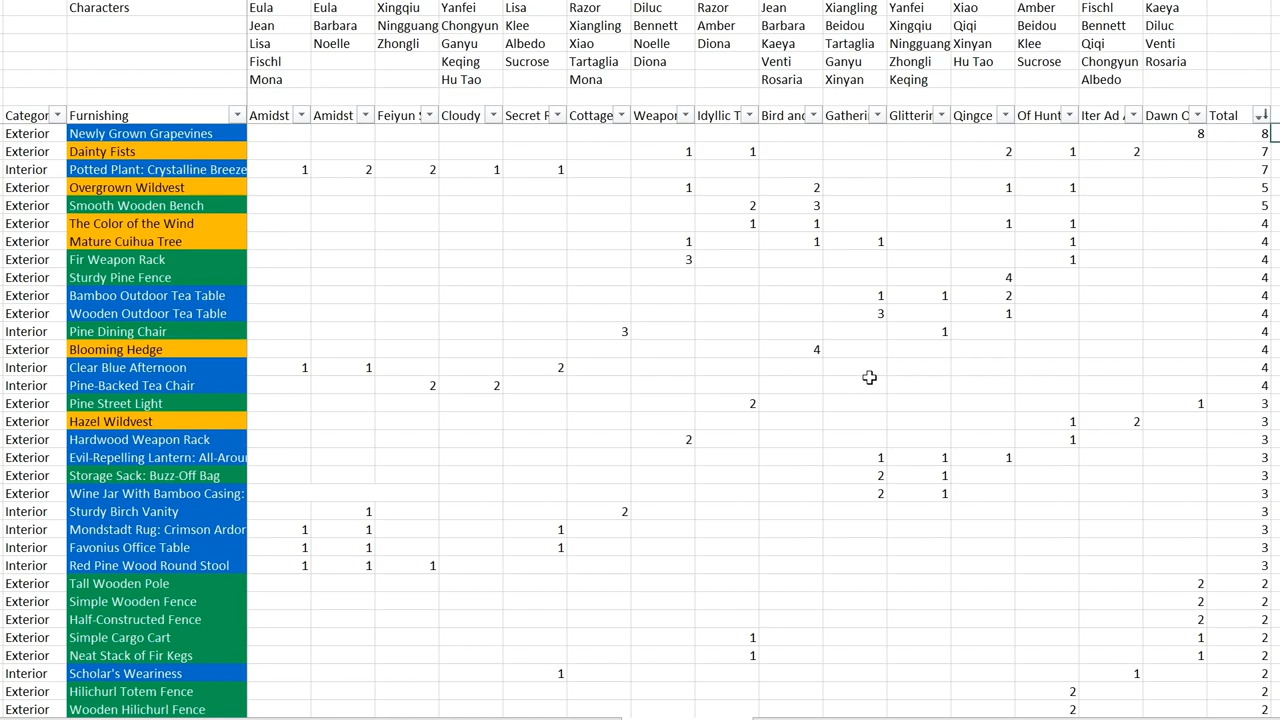 Characters Eula Eula Xingqiu Yanfei Lisa Razor Diluc Razor Jean Xiangling Yanfei Xiao Amber Fischl Kaeya
Jean Barbara Ningguang Chongyun Klee Xiangling Bennett Amber Barbara Beidou Xingqiu Qiqi Beidou Bennett Diluc
Lisa Noelle Zhongli Ganyu Albedo Xiao Noelle Diona Kaeya Tartaglia Ningguang Xinyan Klee Qiqi Venti
Fischl Keqing Sucrose Tartaglia Diona Venti Ganyu Zhongli Hu Tao Sucrose Chongyun Rosaria
Mona Hu Tao Mona Rosaria Xinyan Keqing Albedo
Categor Furnishing Amidst Amidst Feiyun S Cloudy Secret R Cottage Weapon Idyllic T Bird and Gatheri Glitterin Qingce Of Hunt Iter Ad A Dawn O Total
Exterior Newly Grown Grapevines 8 8
Exterior Dainty Fists 1 1 2 1 2 7
Interior Potted Plant: Crystalline Breeze 1 2 2 1 1 7
Exterior Overgrown Wildvest 1 2 1 1 5
Exterior Smooth Wooden Bench 2 3 5
Exterior The Color of the Wind 1 1 1 1 4
Exterior Mature Cuihua Tree 1 1 1 1 4
Exterior Fir Weapon Rack 3 1 4
Exterior Sturdy Pine Fence 4 4
Exterior Bamboo Outdoor Tea Table 1 1 2 4
Exterior Wooden Outdoor Tea Table 3 1 4
Interior Pine Dining Chair 3 1 4
Exterior Blooming Hedge 4 4
Interior Clear Blue Afternoon 1 1 2 4
Interior Pine-Backed Tea Chair 2 2 4
Exterior Pine Street Light 2 1 3
Exterior Hazel Wildvest 1 2 3
Exterior Hardwood Weapon Rack 2 1 3
Exterior Evil-Repelling Lantern: All-Arou 1 1 1 3
Exterior Storage Sack: Buzz-Off Bag 2 1 3
Exterior Wine Jar With Bamboo Casing: 2 1 3
Interior Sturdy Birch Vanity 1 2 3
Interior Mondstadt Rug: Crimson Ardor 1 1 1 3
Interior Favonius Office Table 1 1 1 3
Interior Red Pine Wood Round Stool 1 1 1 3
Exterior Tall Wooden Pole 2 2
Exterior Simple Wooden Fence 2 2
Exterior Half-Constructed Fence 2 2
Exterior Simple Cargo Cart 1 1 2
Exterior Neat Stack of Fir Kegs 1 1 2
Interior Scholar's Weariness 1 1 2
Exterior Hilichurl Totem Fence 2 2
Exterior Wooden Hilichurl Fence 2 2